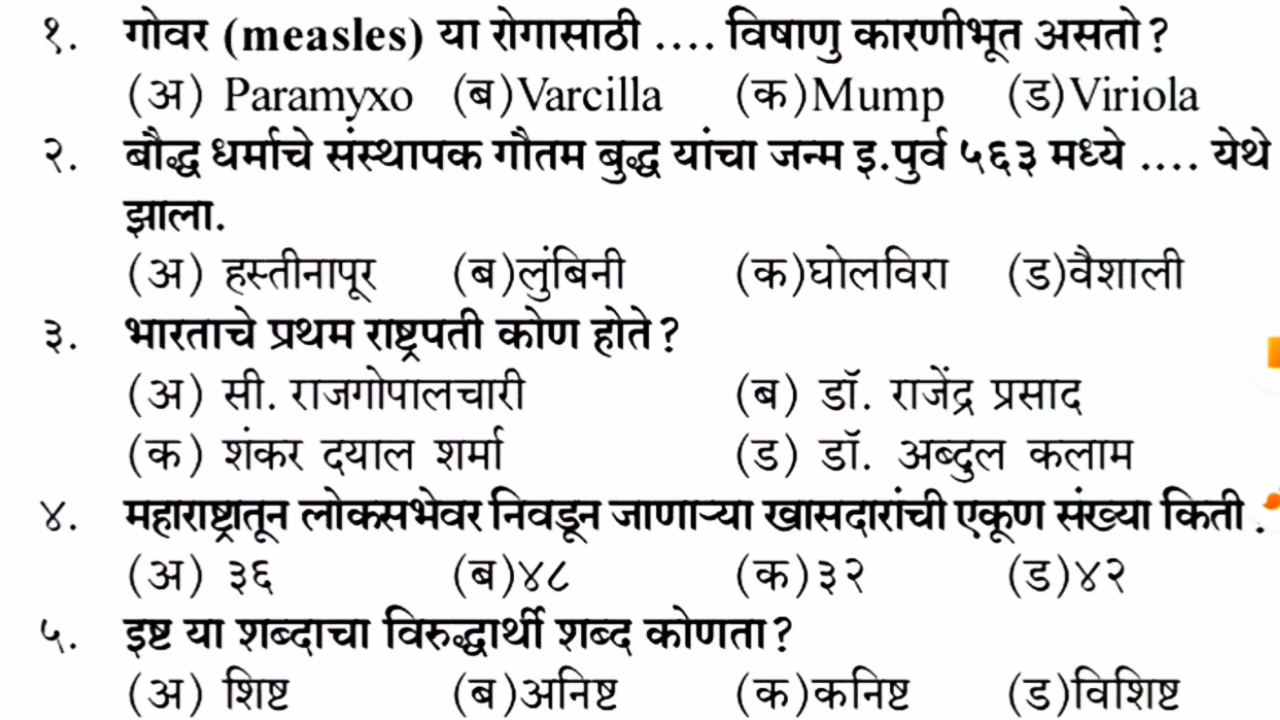 १. गोवर (measles) या रोगासाठी .... विषाणु कारणीभूत असतो?
(अ) Paramyxo (ब)Varcilla (क)Mump (ड)Viriola
२. बौद्ध धर्माचे संस्थापक गौतम बुद्ध यांचा जन्म इ.पुर्व ५६३ मध्ये .... येथे
झाला.
(अ) हस्तीनापूर (ब)लुंबिनी (क)घोलविरा (ड)वैशाली
३. भारताचे प्रथम राष्ट्रपती कोण होते?
(अ) सी. राजगोपालचारी (ब) डॉ. राजेंद्र प्रसाद
(क) शंकर दयाल शर्मा (ड) डॉ. अब्दुल कलाम
४. महाराष्ट्रातून लोकसभेवर निवडून जाणाऱ्या खासदारांची एकूण संख्या किती .
(अ) ३६ (ब)४८ (क)३२ (ड)४२
५. इष्ट या शब्दाचा विरुद्धार्थी शब्द कोणता?
(अ) शिष्ट (ब)अनिष्ट (क)कनिष्ट (ड)विशिष्ट